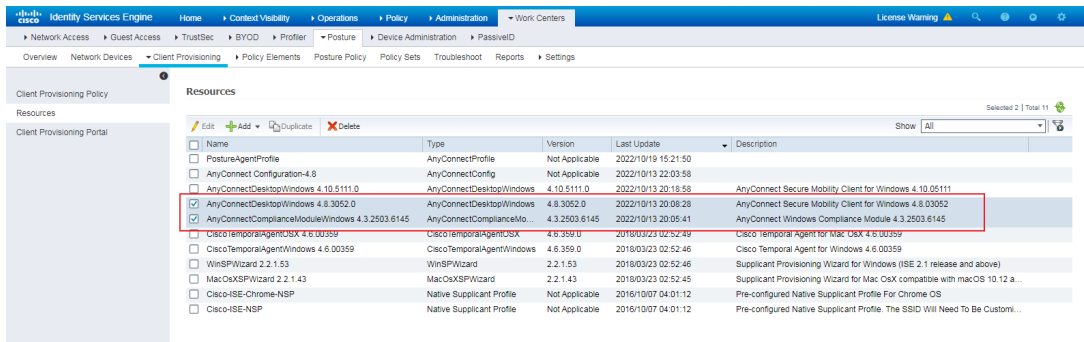 cisco Identity Services Engine Home Context Visibility Operations Policy Administration Work Centers License Warning
Network Access Guest Access TrustSec BYOD Profiler Posture Device Administration PassiveID
Overview Network Devices Client Provisioning Policy Elements Posture Policy Policy Sets Troubleshoot Reports Settings
Client Provisioning Policy
Resources
Client Provisioning Portal
Resources
Selected 2 | Total 11
Edit Add Duplicate Delete Show All
Name Type Version Last Update Description
PostureAgentProfile AnyConnectProfile Not Applicable 2022/10/19 15:21:50
AnyConnect Configuration-4.8 AnyConnectConfig Not Applicable 2022/10/13 22:03:58
AnyConnectDesktopWindows 4.10.5111.0 AnyConnectDesktopWindows 4.10.5111.0 2022/10/13 20:18:58 AnyConnect Secure Mobility Client for Windows 4.10.05111
AnyConnectDesktopWindows 4.8.3052.0 AnyConnectDesktopWindows 4.8.3052.0 2022/10/13 20:08:28 AnyConnect Secure Mobility Client for Windows 4.8.03052
AnyConnectComplianceModuleWindows 4.3.2503.6145 AnyConnectComplianceMo... 4.3.2503.6145 2022/10/13 20:05:41 AnyConnect Windows Compliance Module 4.3.2503.6145
CiscoTemporalAgentOSX 4.6.00359 CiscoTemporalAgentOSX 4.6.359.0 2018/03/23 02:52:49 Cisco Temporal Agent for Mac OsX 4.6.00359
CiscoTemporalAgentWindows 4.6.00359 CiscoTemporalAgentWindows 4.6.359.0 2018/03/23 02:52:46 Cisco Temporal Agent for Windows 4.6.00359
WinSPWizard 2.2.1.53 WinSPWizard 2.2.1.53 2018/03/23 02:52:46 Supplicant Provisioning Wizard for Windows (ISE 2.1 release and above)
MacOsXSPWizard 2.2.1.43 MacOsXSPWizard 2.2.1.43 2018/03/23 02:52:45 Supplicant Provisioning Wizard for Mac OsX compatible with macOS 10.12 a...
Cisco-ISE-Chrome-NSP Native Supplicant Profile Not Applicable 2016/10/07 04:01:12 Pre-configured Native Supplicant Profile For Chrome OS
Cisco-ISE-NSP Native Supplicant Profile Not Applicable 2016/10/07 04:01:12 Pre-configured Native Supplicant Profile. The SSID Will Need To Be Customi...